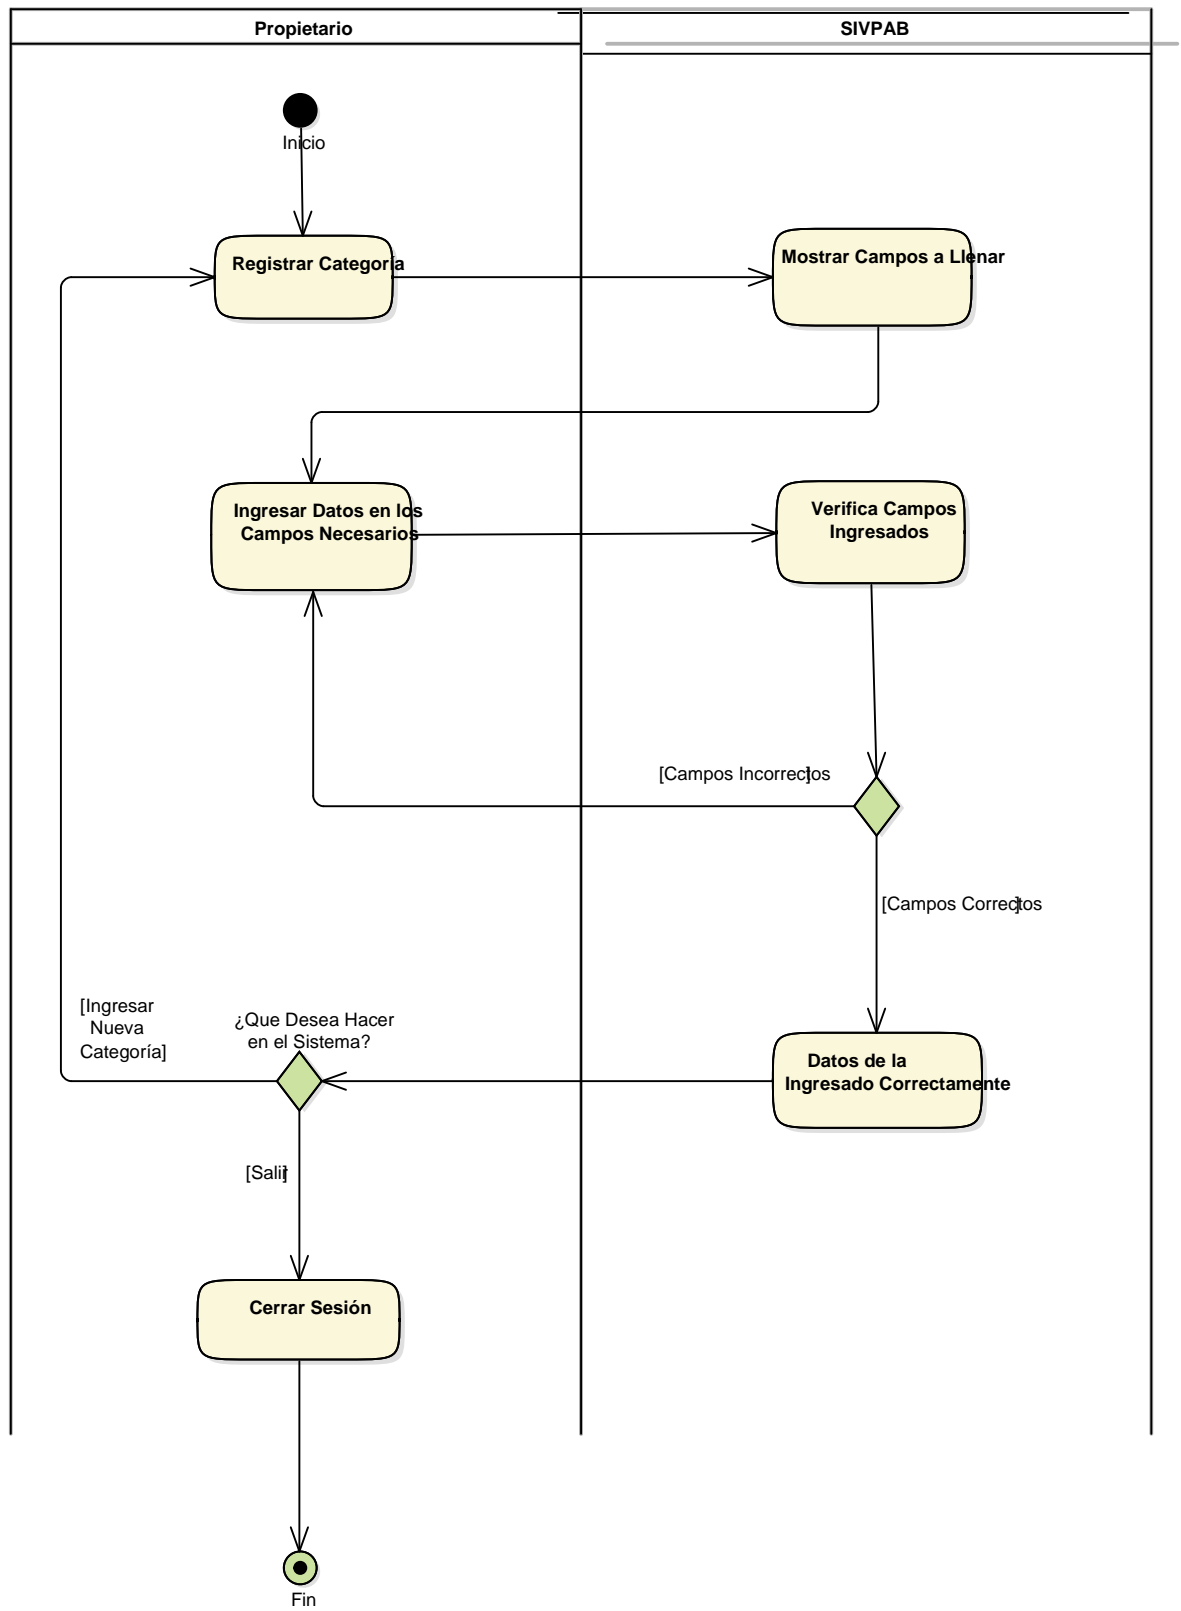 Propietario
SIVPAB
Inicio
Registrar Categoría
Mostrar Campos a Llenar
Ingresar Datos en los
Campos Necesarios
Verifica Campos
Ingresados
[Campos Incorrectos]
[Campos Correctos]
[Ingresar
Nueva
Categoría]
¿Que Desea Hacer
en el Sistema?
Datos de la
Ingresado Correctamente
[Salir]
Cerrar Sesión
Fin